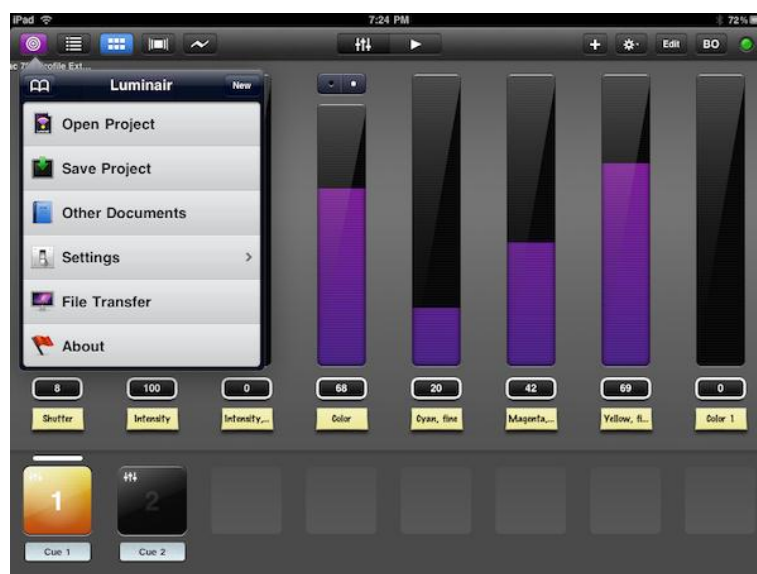 iPad 7:24 PM 72%
Edit BO
Luminair New
Open Project
Save Project
Other Documents
Settings
File Transfer
About
8 100 0 68 20 42 69 0
Shutter Intensity Intensity,... Color Cyan, fine Magenta,... Yellow, fi... Color 1
1 2
Cue 1 Cue 2